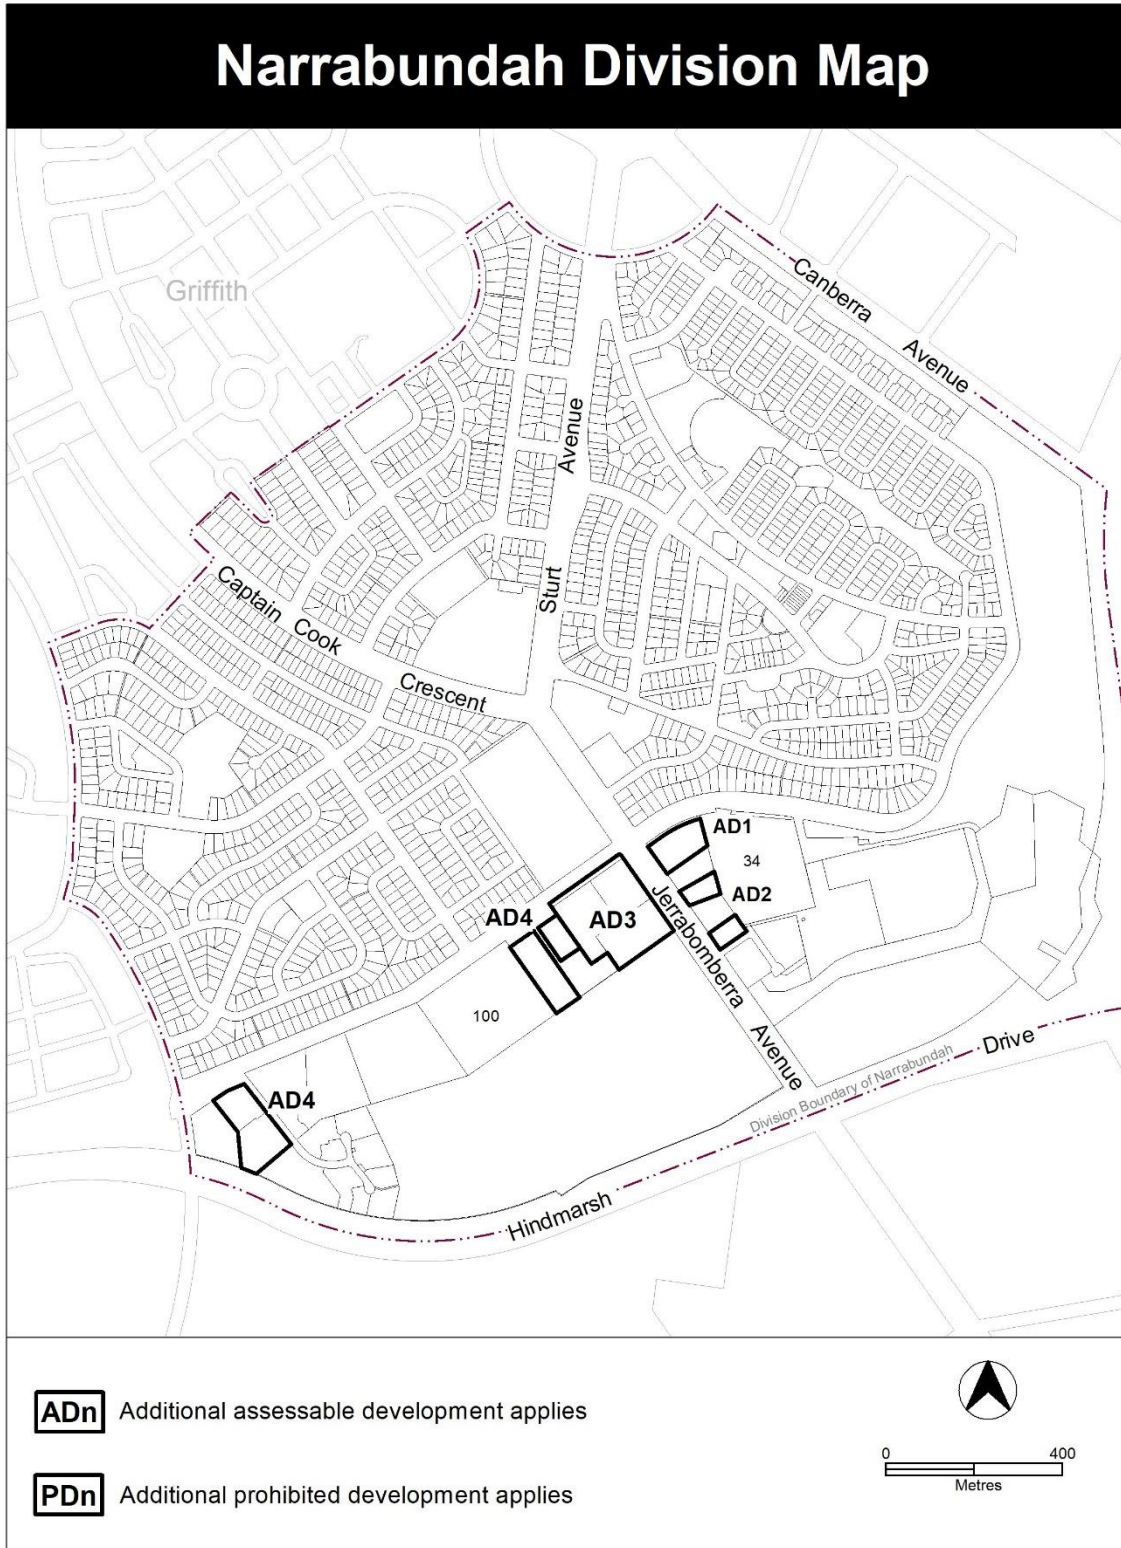 Narrabundah Division Map
Griffith
Canberra
Avenue
Avenue
Sturt
Captain Cook
Crescent
AD1
34
AD2
AD4
AD3
Jerrabomberra
Avenue
100
AD4
Drive
Division Boundary of Narrabundah
Hindmarsh
ADn Additional assessable development applies
PDn Additional prohibited development applies
0 400
Metres